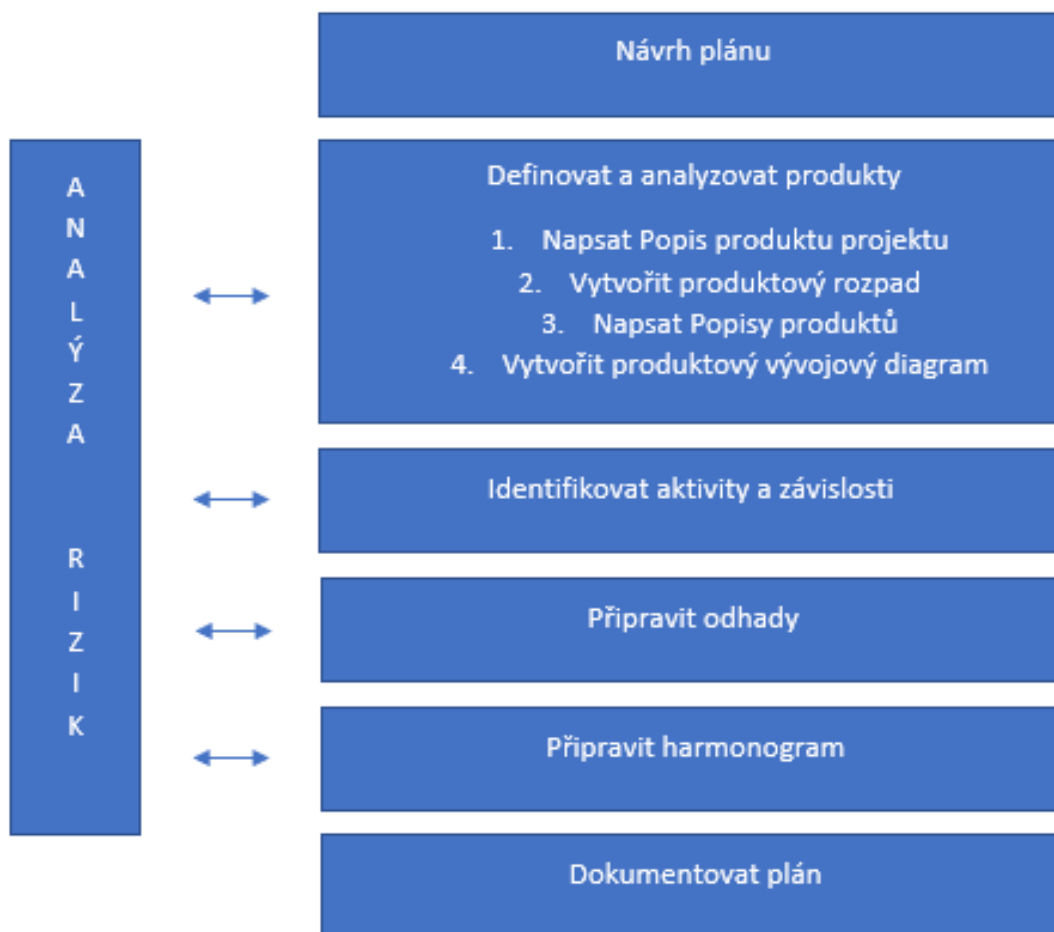 Návrh plánu
A
N
A
L
Ý
Z
A
R
I
Z
I
K
Definovat a analyzovat produkty
1. Napsat Popis produktu projektu
2. Vytvořit produktový rozpad
3. Napsat Popisy produktů
4. Vytvořit produktový vývojový diagram
Identifikovat aktivity a závislosti
Připravit odhady
Připravit harmonogram
Dokumentovat plán